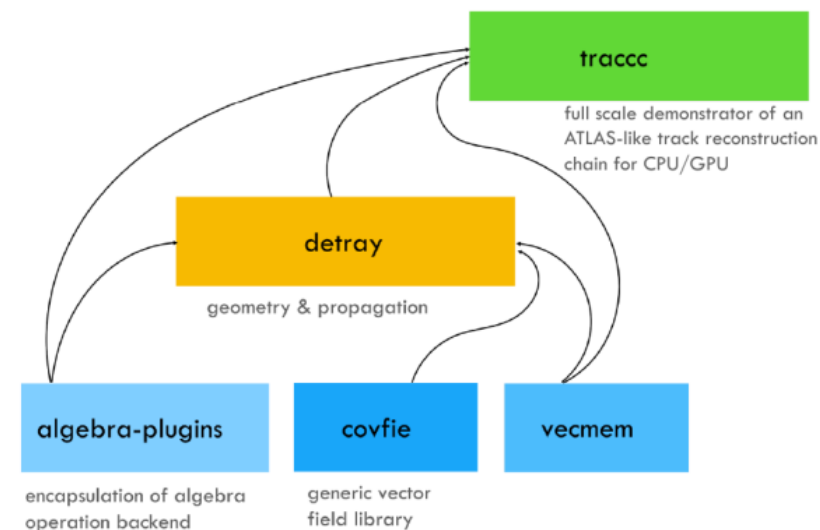 traccc
full scale demonstrator of an
ATLAS-like track reconstruction
chain for CPU/GPU
detray
geometry & propagation
algebra-plugins
covfie
vecmem
encapsulation of algebra
operation backend
generic vector
field library